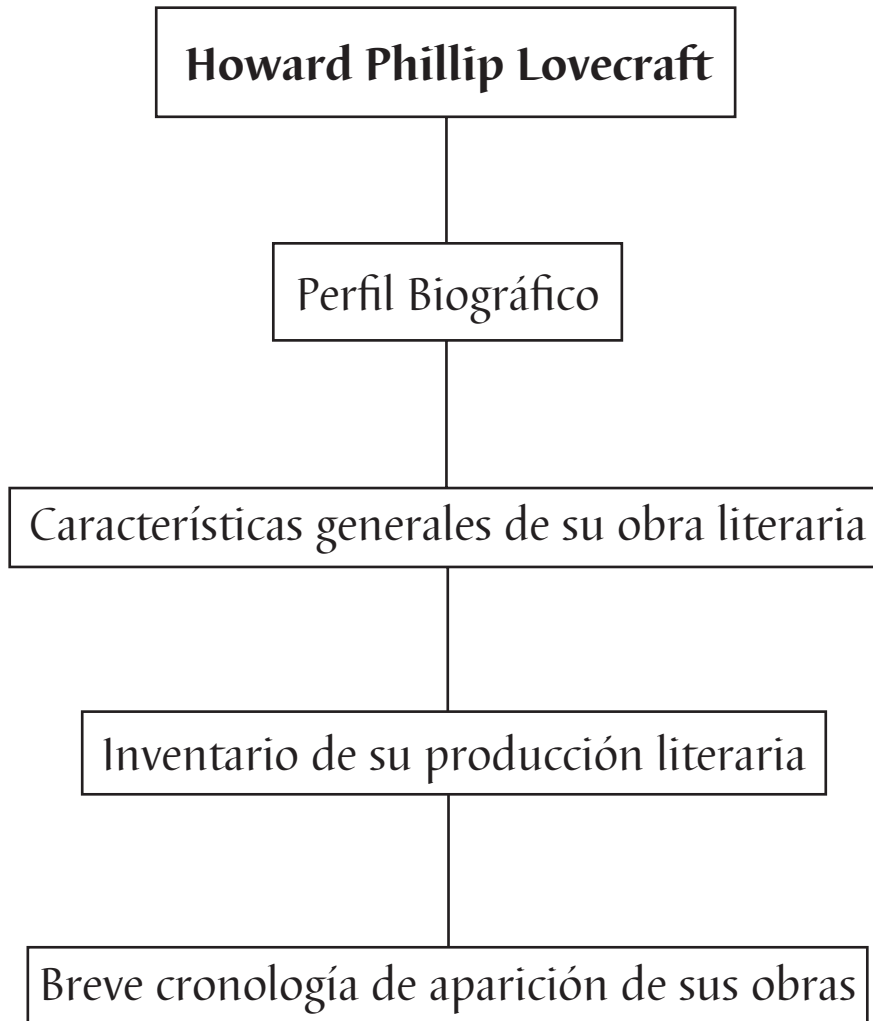 Howard Phillip Lovecraft
Perfil Biográfico
Características generales de su obra literaria
Inventario de su producción literaria
Breve cronología de aparición de sus obras